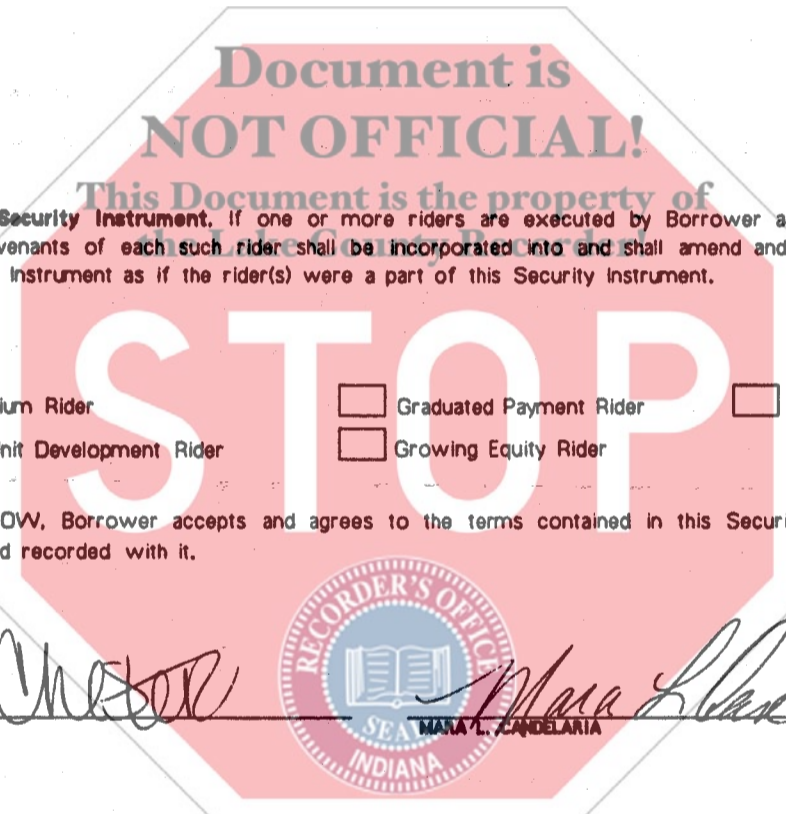 Document is
NOT OFFICIAL!
This Document is the property of
the Lake County Recorder!
Security Instrument. If one or more riders are executed by Borrower a
venants of each such rider shall be incorporated into and shall amend and
Instrument as if the rider(s) were a part of this Security Instrument.
STOP
ium Rider Graduated Payment Rider
nit Development Rider Growing Equity Rider
OW, Borrower accepts and agrees to the terms contained in this Securi
d recorded with it.
RECORDER'S OFFICE
SEAL
INDIANA
Mara L
MARA L. CANDELARIA